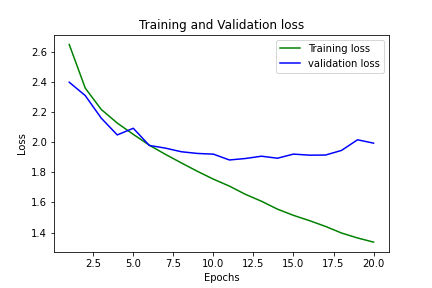 Training and Validation loss
Training loss
validation loss
Loss
2.6
2.4
2.2
2.0
1.8
1.6
1.4
2.5 5.0 7.5 10.0 12.5 15.0 17.5 20.0
Epochs